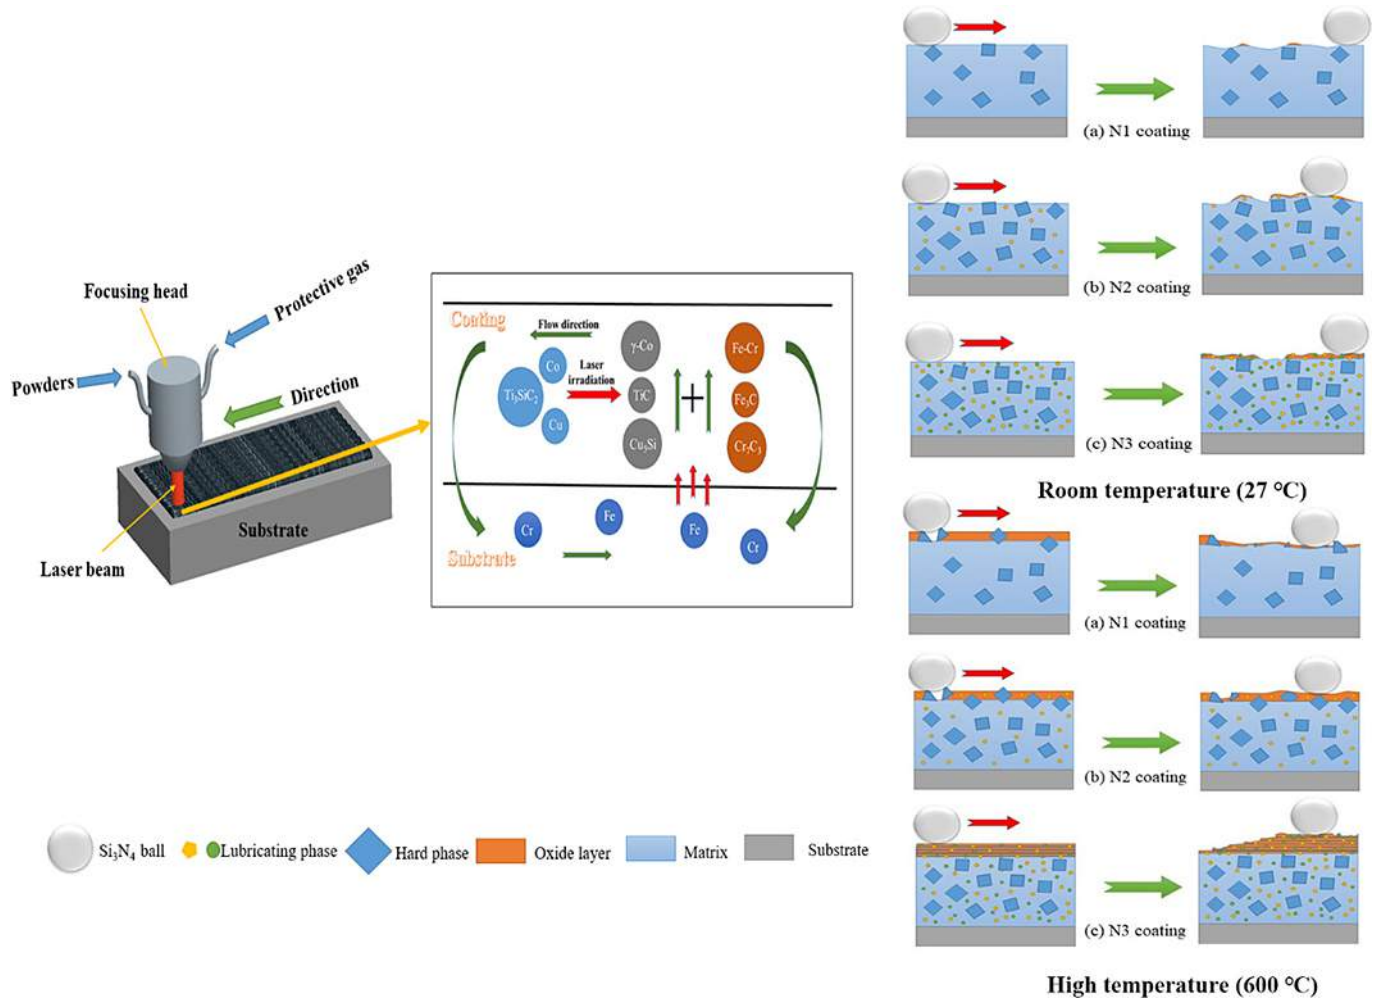 Focusing head
Protective gas
Powders
Direction
Substrate
Laser beam
Coating
Flow direction
Co
Ti₃SiC₂
Cu
Laser
irradiation
γ-Co
TiC
Cu₃Si
+
Fe-Cr
Fe₃C
Cr₇C₃
Cr
Fe
Fe
Cr
Substrate
(a) N1 coating
(b) N2 coating
(c) N3 coating
Room temperature (27 °C)
(a) N1 coating
(b) N2 coating
(c) N3 coating
High temperature (600 °C)
Si₃N₄ ball
Lubricating phase
Hard phase
Oxide layer
Matrix
Substrate